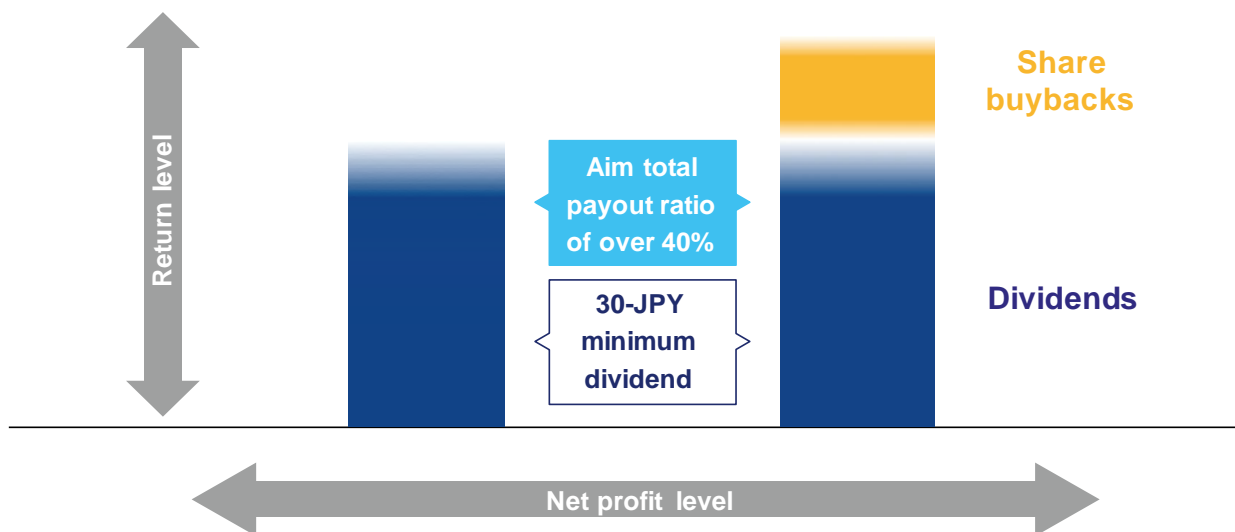 Return level
Share
buybacks
Aim total
payout ratio
of over 40%
30-JPY
minimum
dividend
Dividends
Net profit level